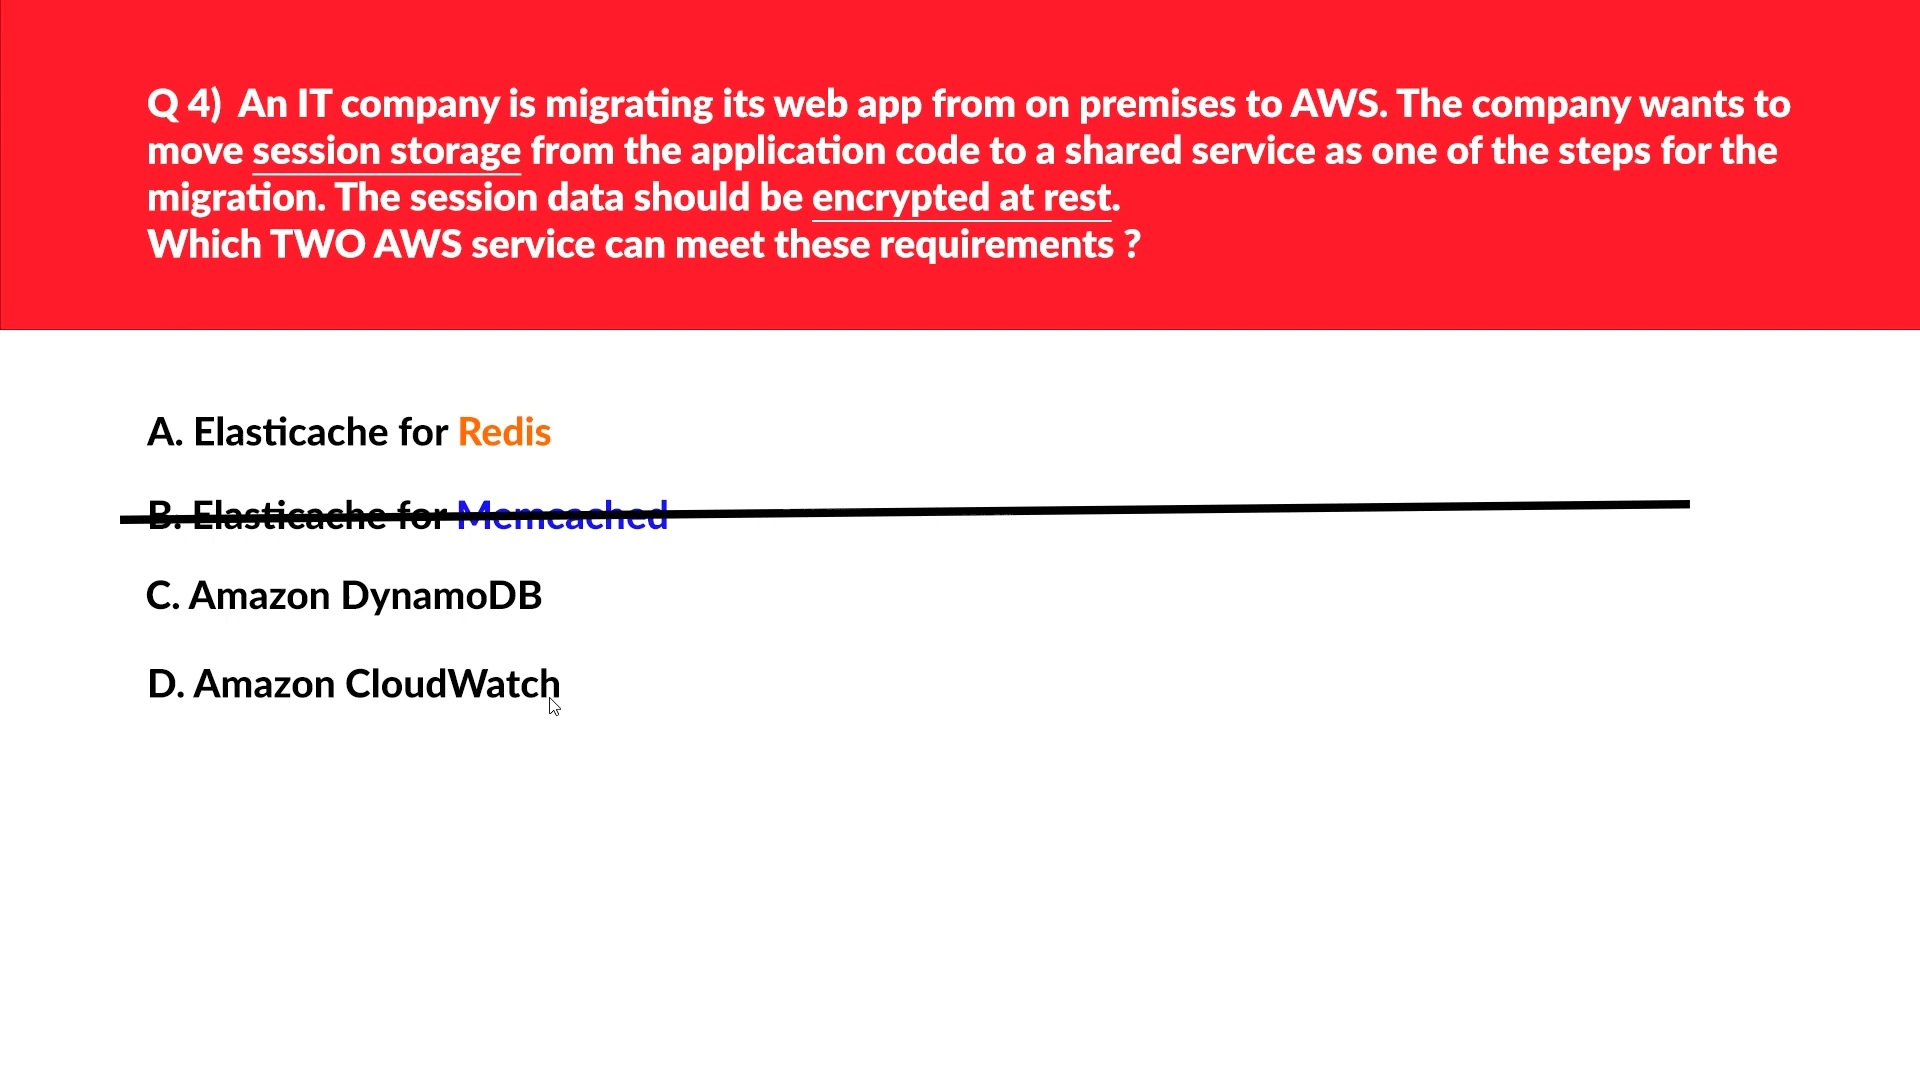 Q 4) An IT company is migrating its web app from on premises to AWS. The company wants to
move session storage from the application code to a shared service as one of the steps for the
migration. The session data should be encrypted at rest.
Which TWO AWS service can meet these requirements ?
A. Elasticache for Redis
B. Elasticache for Memcached
C. Amazon DynamoDB
D. Amazon CloudWatch